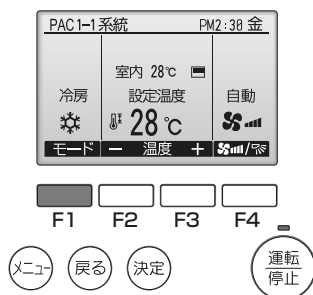 PAC1-1系統 PM2:30 金
室内 28℃
冷房 設定温度 自動
28℃
モード － 温度 ＋ /
F1 F2 F3 F4
メニュー 戻る 決定 運転
停止